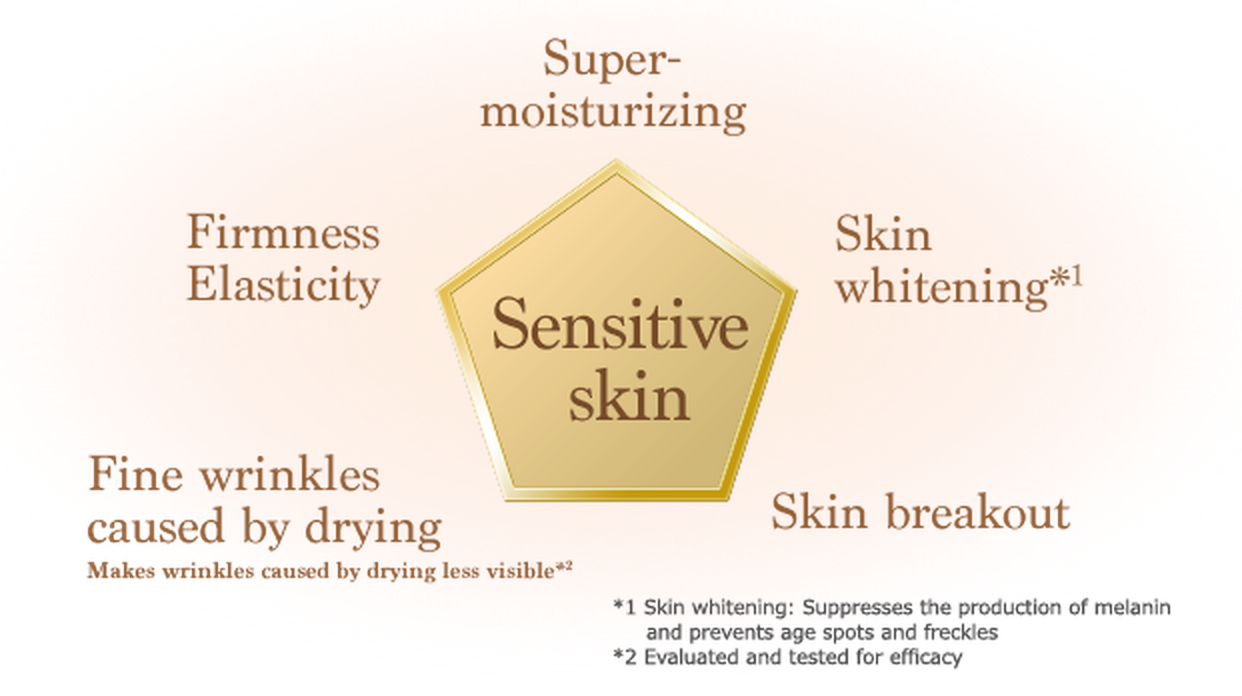 Super-
moisturizing
Firmness
Elasticity
Skin
whitening*1
Sensitive
skin
Fine wrinkles
caused by drying
Makes wrinkles caused by drying less visible*2
Skin breakout
*1 Skin whitening: Suppresses the production of melanin
and prevents age spots and freckles
*2 Evaluated and tested for efficacy